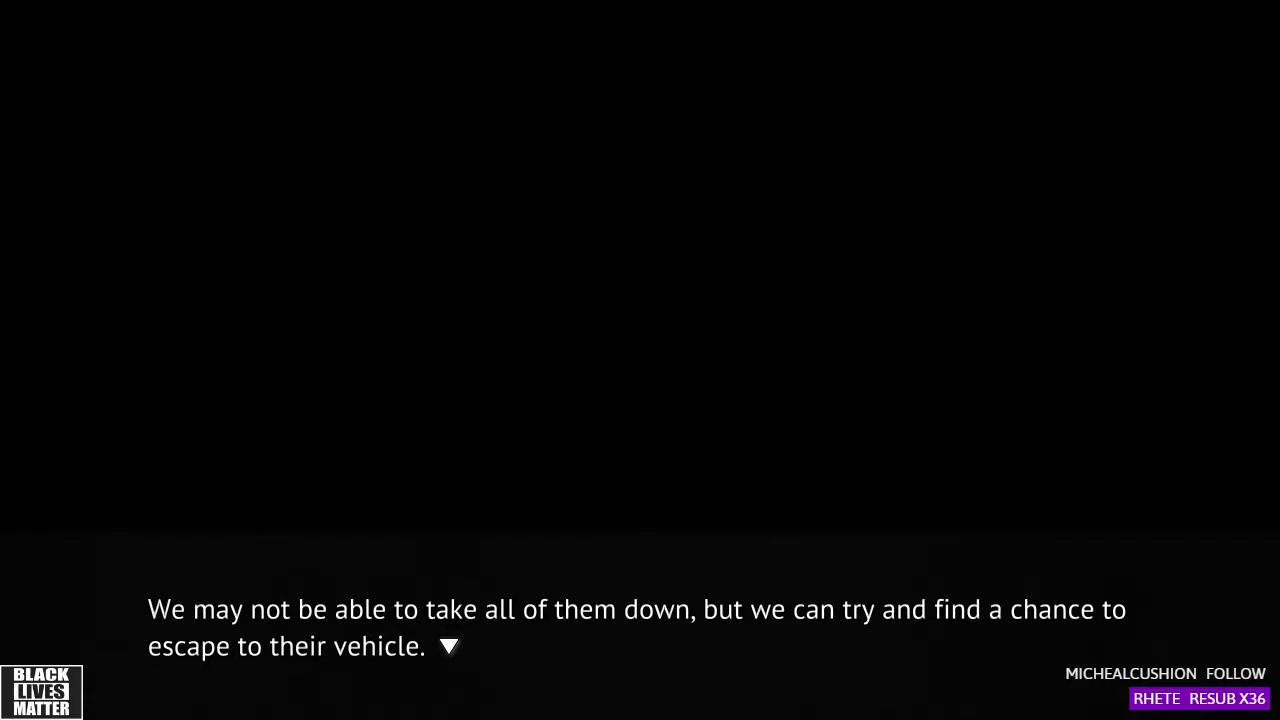 We may not be able to take all of them down, but we can try and find a chance to
escape to their vehicle.
BLACK
LIVES
MATTER
MICHEALCUSHION FOLLOW
RHETE RESUB X36